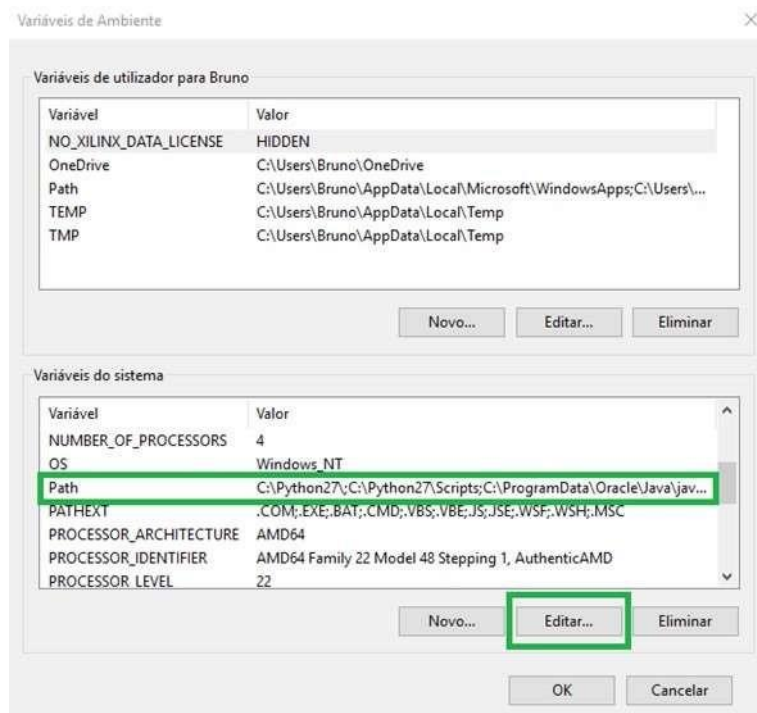 Variáveis de Ambiente
Variáveis de utilizador para Bruno
Variável Valor
NO_XILINX_DATA_LICENSE HIDDEN
OneDrive C:\Users\Bruno\OneDrive
Path C:\Users\Bruno\AppData\Local\Microsoft\WindowsApps;C:\Users\...
TEMP C:\Users\Bruno\AppData\Local\Temp
TMP C:\Users\Bruno\AppData\Local\Temp
Novo... Editar... Eliminar
Variáveis do sistema
Variável Valor
NUMBER_OF_PROCESSORS 4
OS Windows_NT
Path C:\Python27\;C:\Python27\Scripts;C:\ProgramData\Oracle\Java\jav...
PATHEXT .COM;.EXE;.BAT;.CMD;.VBS;.VBE;.JS;.JSE;.WSF;.WSH;.MSC
PROCESSOR_ARCHITECTURE AMD64
PROCESSOR_IDENTIFIER AMD64 Family 22 Model 48 Stepping 1, AuthenticAMD
PROCESSOR_LEVEL 22
Novo... Editar... Eliminar
OK Cancelar